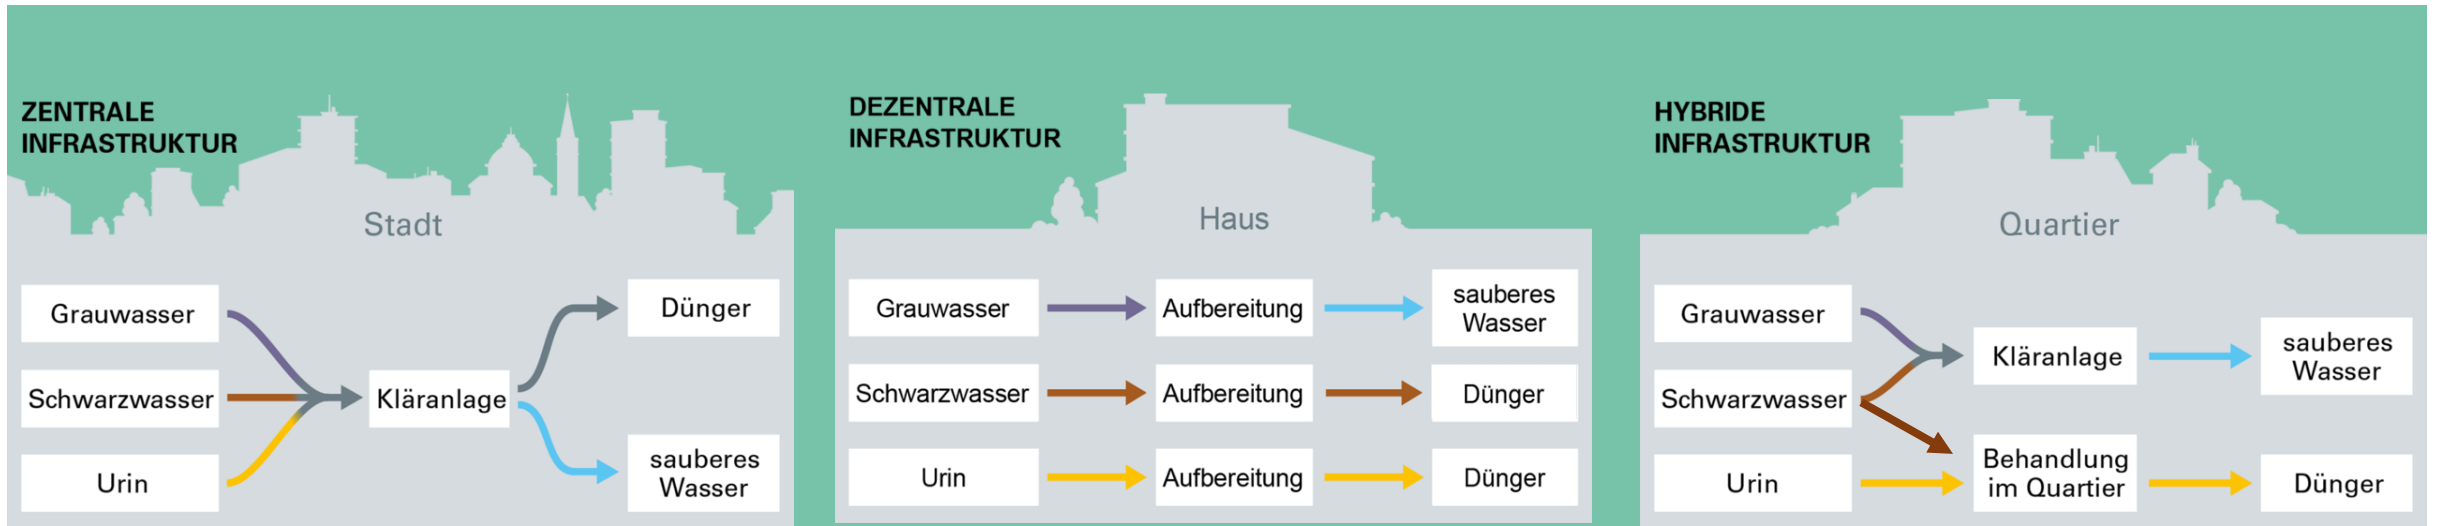 ZENTRALE
INFRASTRUKTUR
Stadt
Grauwasser
Schwarzwasser
Urin
Kläranlage
Dünger
sauberes
Wasser
DEZENTRALE
INFRASTRUKTUR
Haus
Grauwasser
Aufbereitung
sauberes
Wasser
Schwarzwasser
Aufbereitung
Dünger
Urin
Aufbereitung
Dünger
HYBRIDE
INFRASTRUKTUR
Quartier
Grauwasser
Schwarzwasser
Urin
Kläranlage
Behandlung
im Quartier
sauberes
Wasser
Dünger